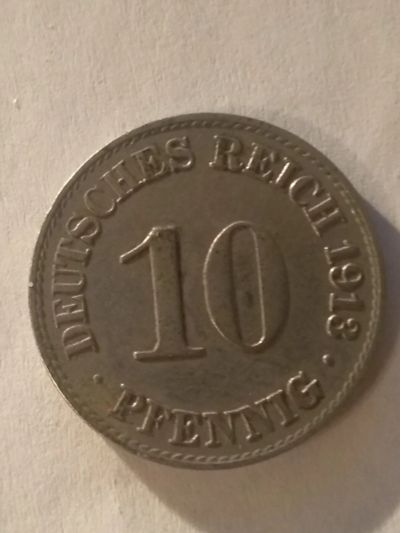 DEUTSCHES REICH 1913
10
PFENNIG